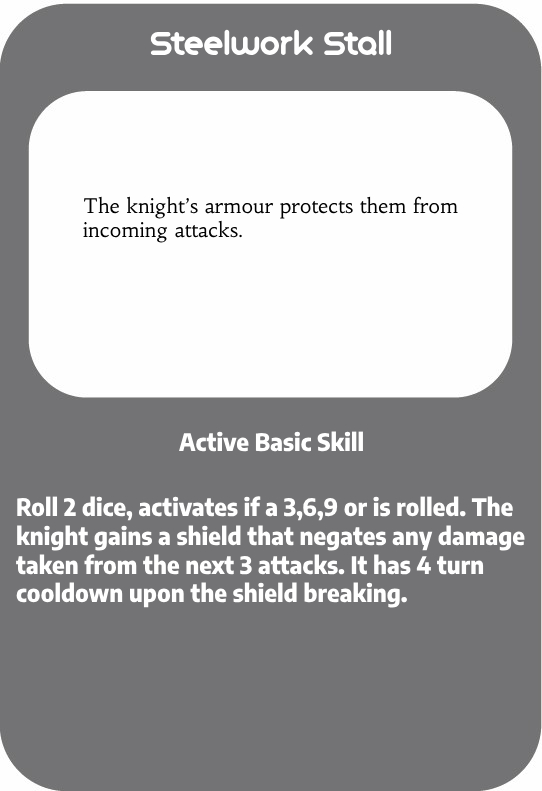 Steelwork Stall
The knight’s armour protects them from
incoming attacks.
Active Basic Skill
Roll 2 dice, activates if a 3,6,9 or is rolled. The
knight gains a shield that negates any damage
taken from the next 3 attacks. It has 4 turn
cooldown upon the shield breaking.